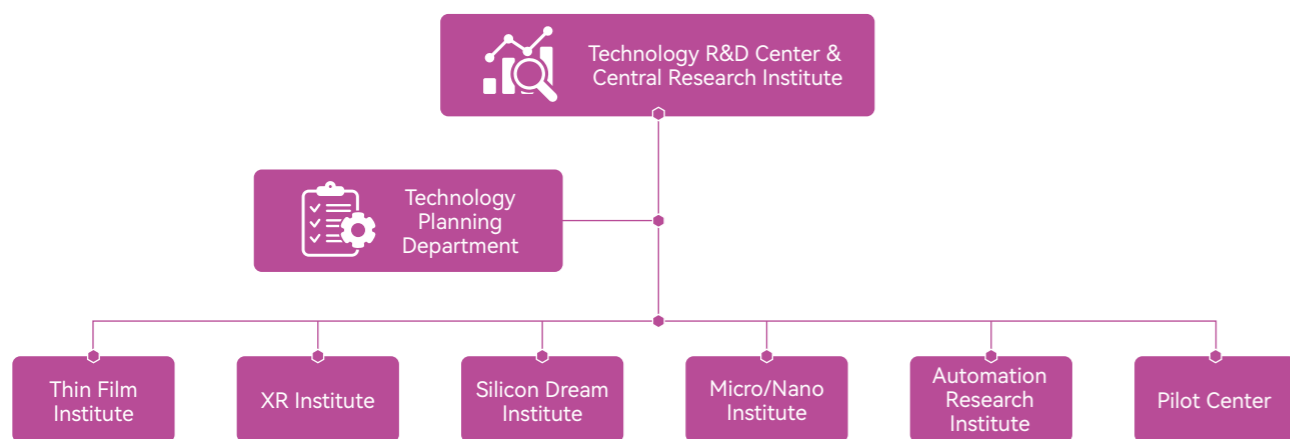 Technology R&D Center &
Central Research Institute
Technology
Planning
Department
Thin Film
Institute
XR Institute
Silicon Dream
Institute
Micro/Nano
Institute
Automation
Research
Institute
Pilot Center